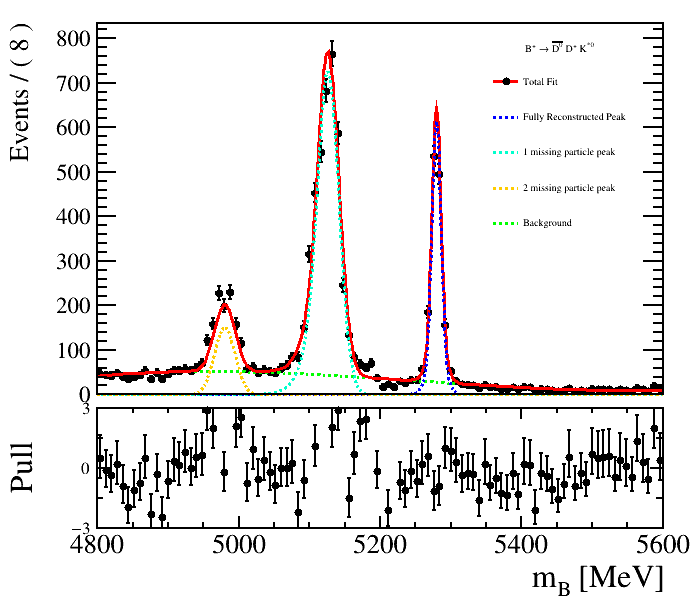 Events / ( 8 )
800
700
600
500
400
300
200
100
0
B⁺ → D̅⁰ D⁺ K*⁰
Total Fit
Fully Reconstructed Peak
1 missing particle peak
2 missing particle peak
Background
Pull
3
0
−3
4800 5000 5200 5400 5600
m_B [MeV]